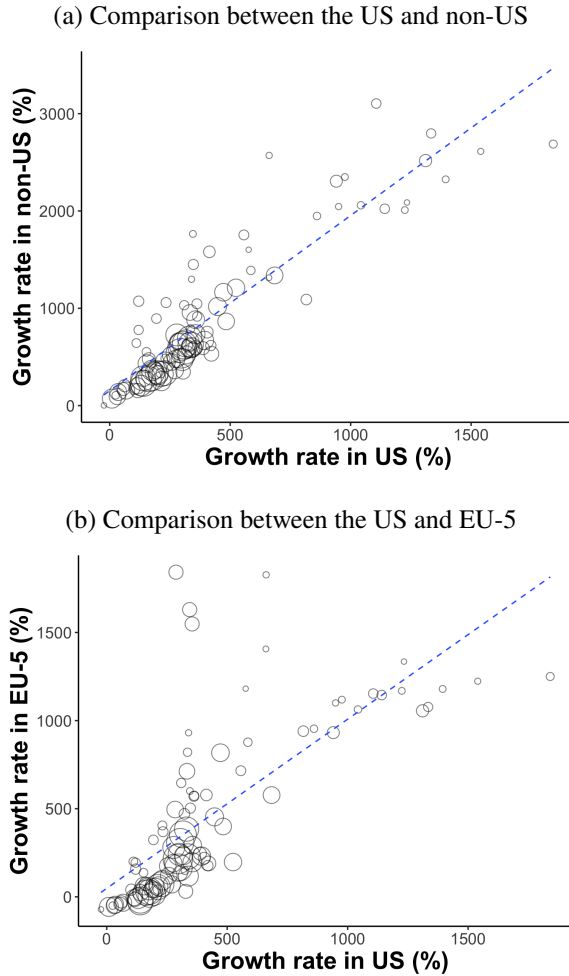 (a) Comparison between the US and non-US
Growth rate in non-US (%)
3000
2000
1000
0
0 500 1000 1500
Growth rate in US (%)
(b) Comparison between the US and EU-5
Growth rate in EU-5 (%)
1500
1000
500
0
0 500 1000 1500
Growth rate in US (%)